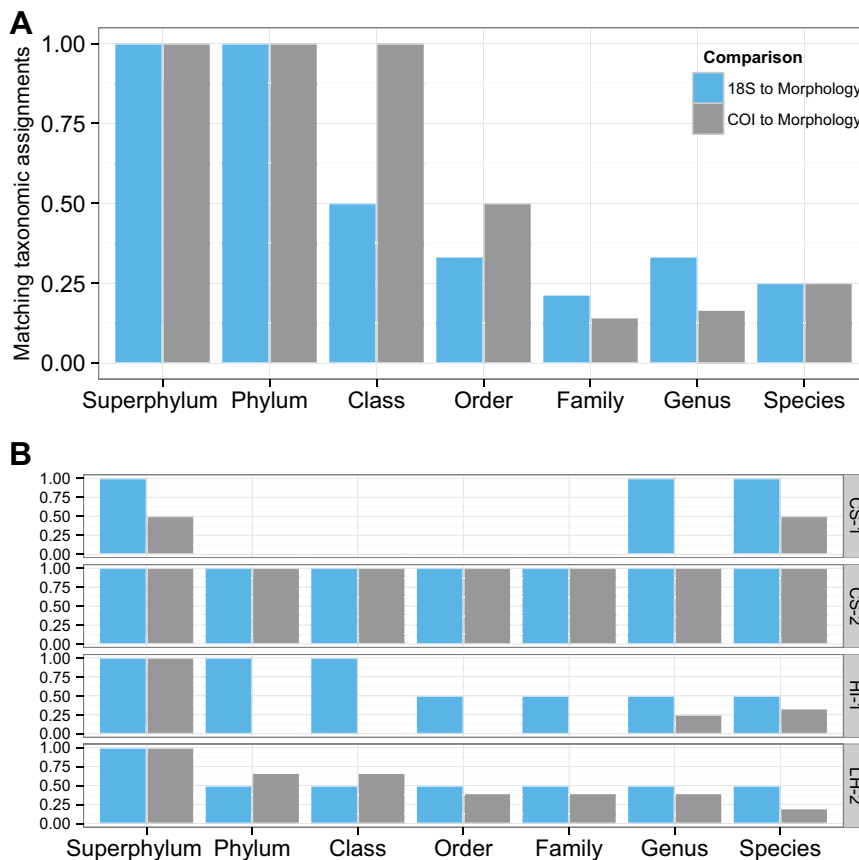 A
Matching taxonomic assignments
1.00
0.75
0.50
0.25
0.00
Comparison
18S to Morphology
COI to Morphology
Superphylum Phylum Class Order Family Genus Species
B
1.00
0.75
0.50
0.25
0.00
CS-1
1.00
0.75
0.50
0.25
0.00
CS-2
1.00
0.75
0.50
0.25
0.00
HI-1
1.00
0.75
0.50
0.25
0.00
LH-2
Superphylum Phylum Class Order Family Genus Species